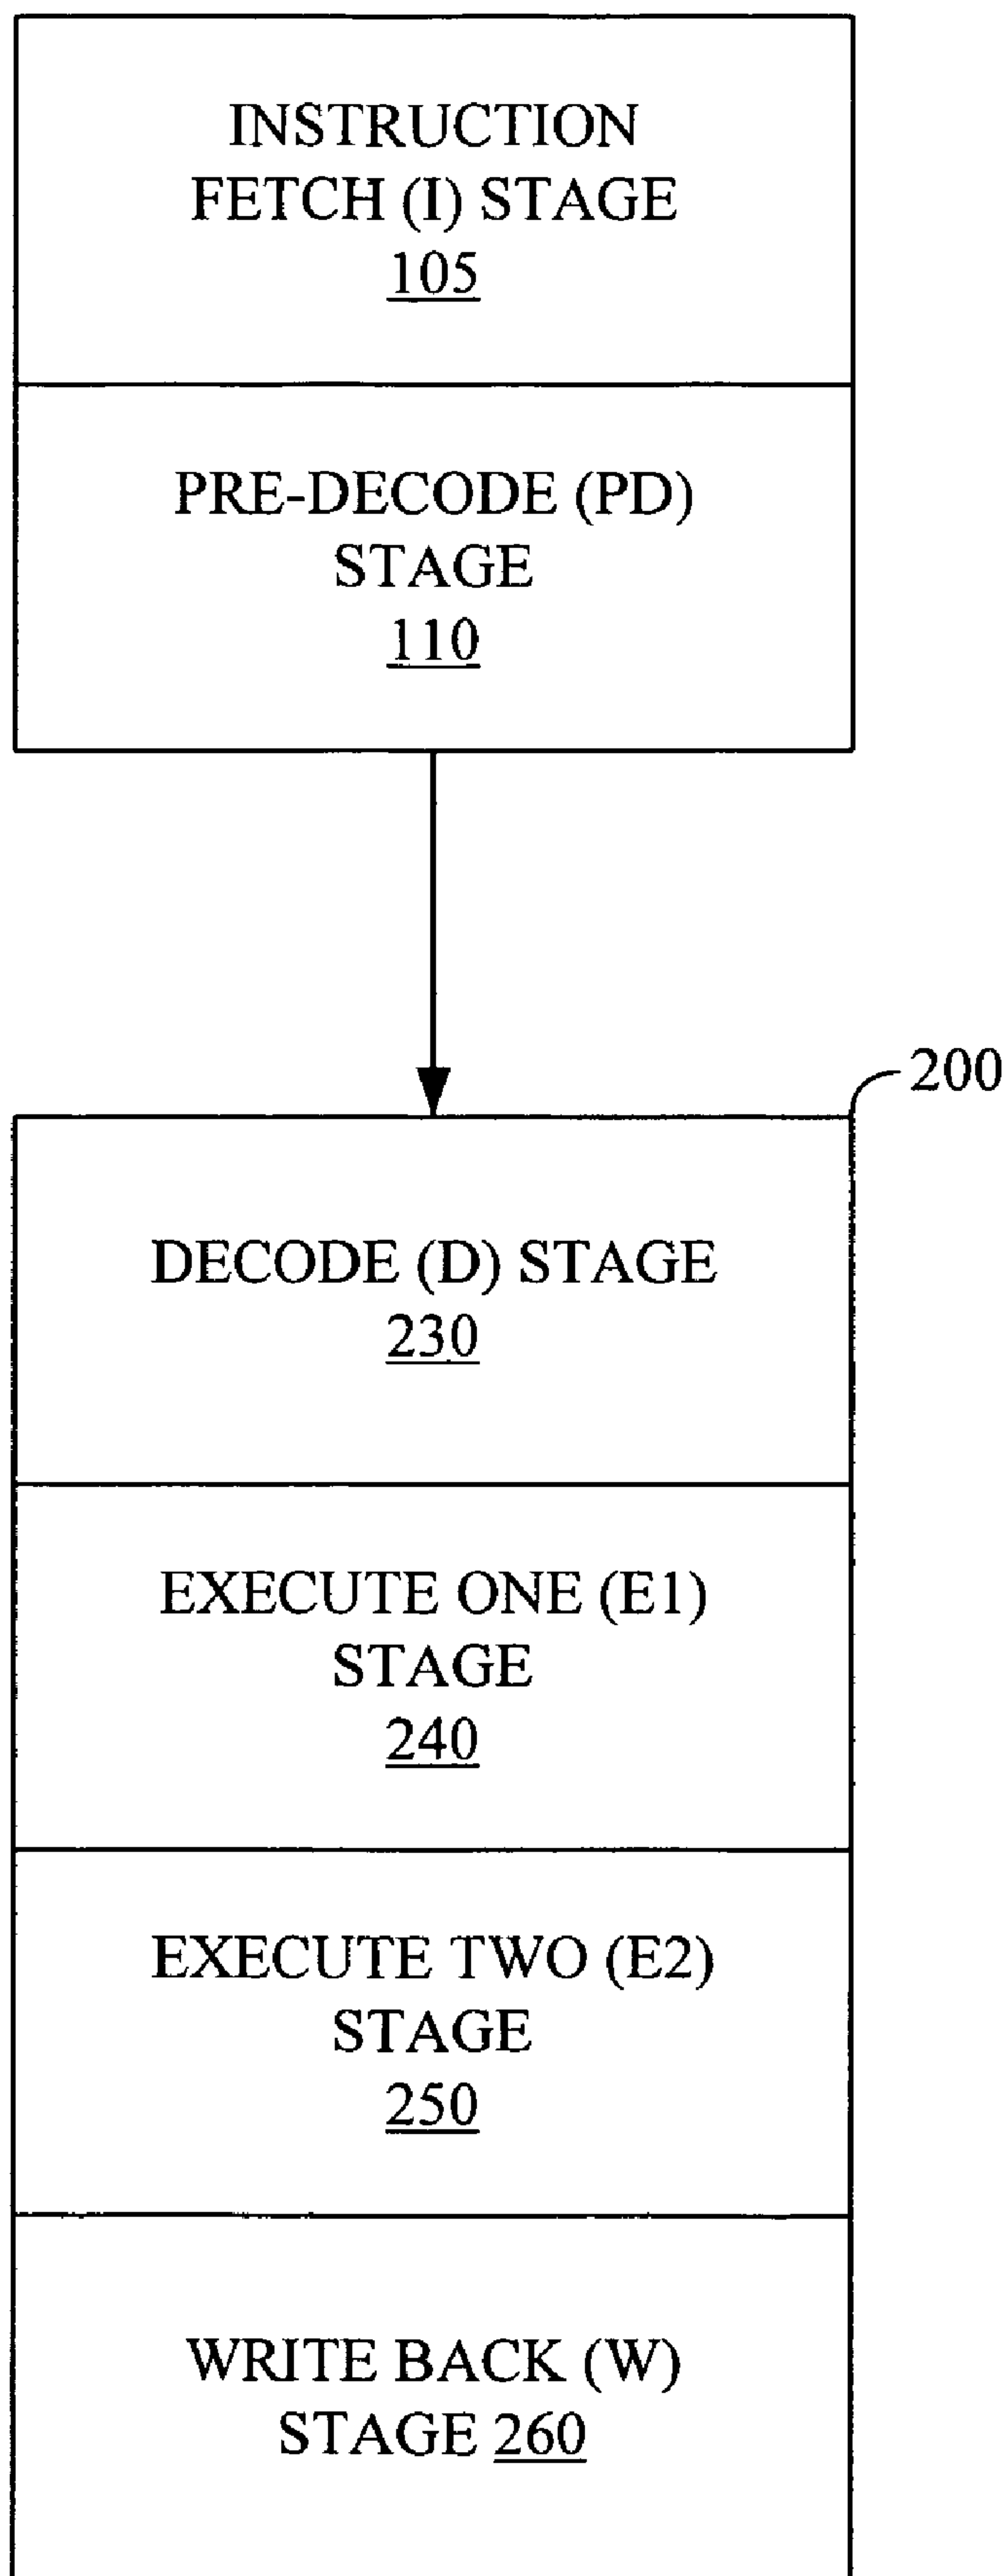 INSTRUCTION
FETCH (I) STAGE
105
PRE-DECODE (PD)
STAGE
110
200
DECODE (D) STAGE
230
EXECUTE ONE (E1)
STAGE
240
EXECUTE TWO (E2)
STAGE
250
WRITE BACK (W)
STAGE 260